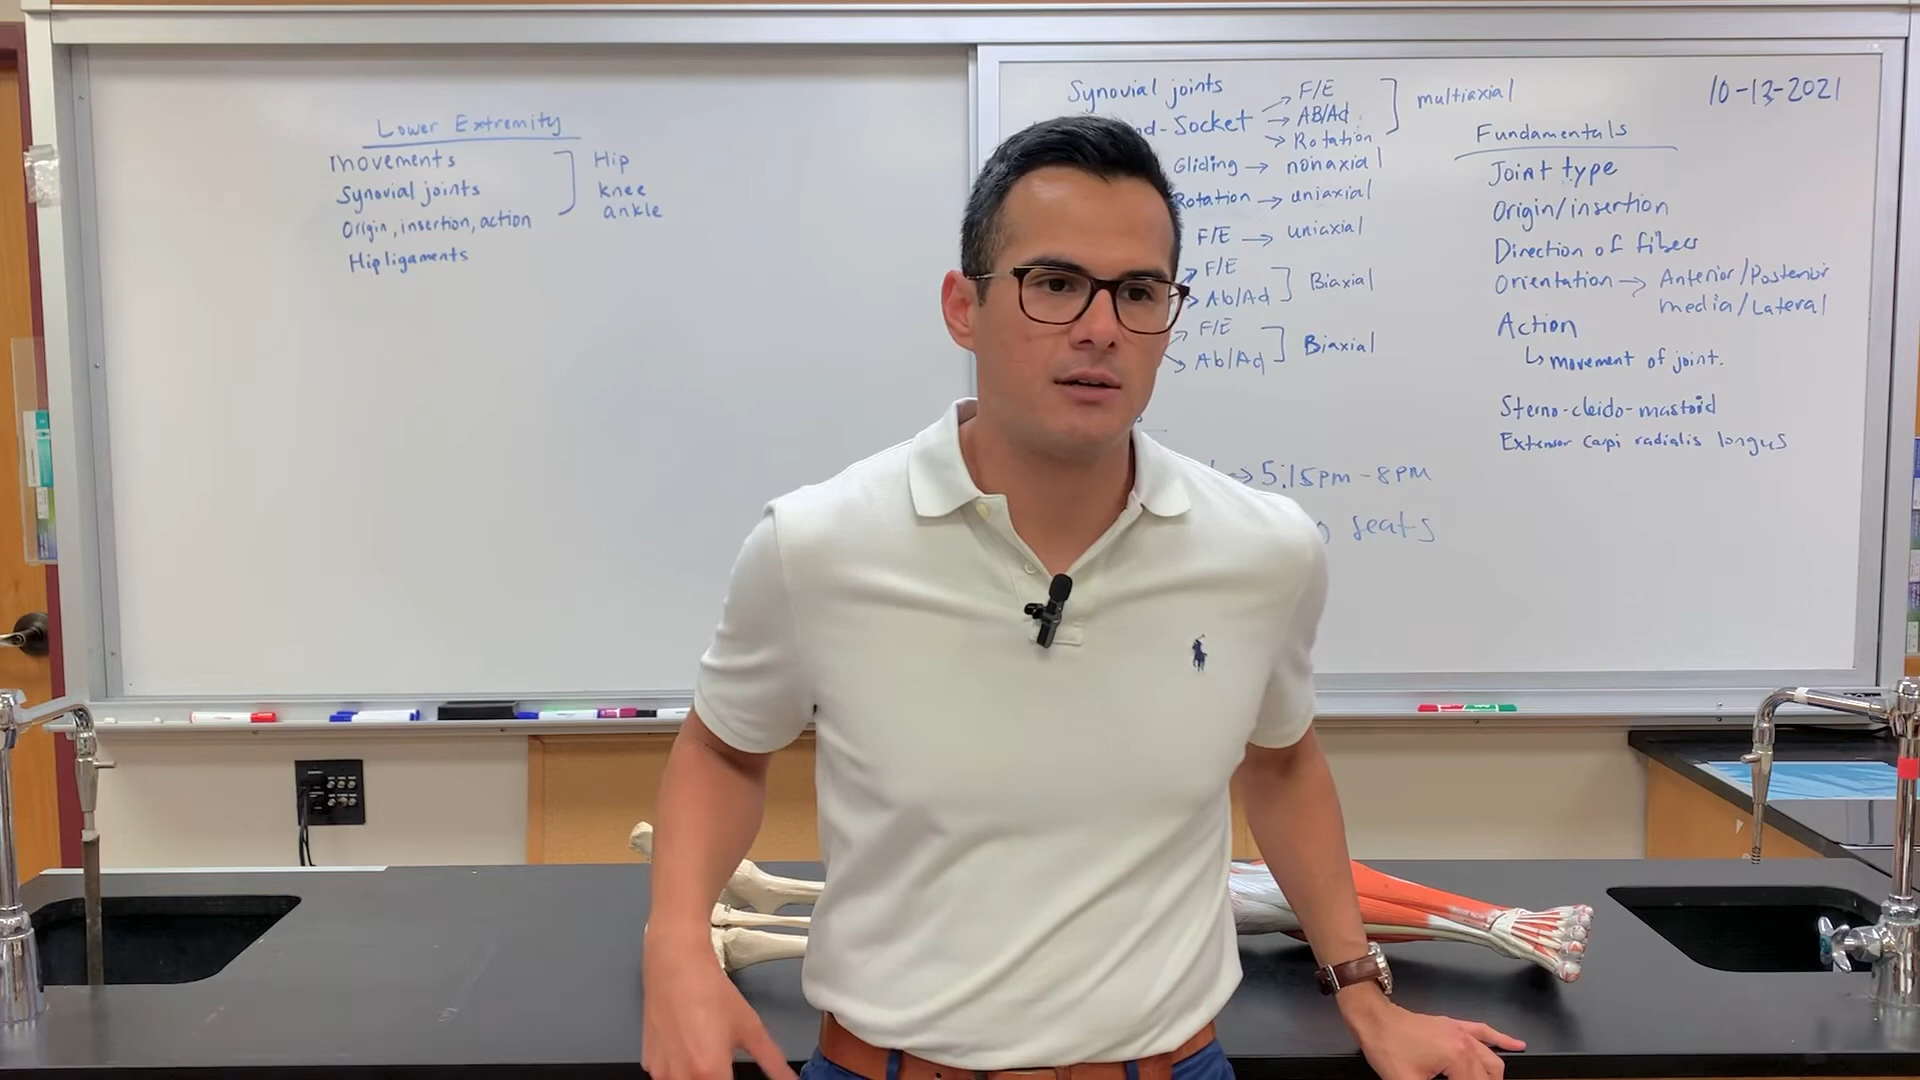 Lower Extremity
movements
Synovial joints
Origin, insertion, action
Hip ligaments
Hip
knee
ankle
Synovial joints
nd-Socket → F/E
→ AB/Ad
→ Rotation
multiaxial
Gliding → nonaxial
Rotation → uniaxial
F/E → uniaxial
F/E
Ab/Ad
Biaxial
F/E
Ab/Ad
Biaxial
→ 5:15pm - 8pm
seats
10-13-2021
Fundamentals
Joint type
Origin/insertion
Direction of fibers
Orientation → Anterior/Posterior
media/Lateral
Action
↳ movement of joint.
Sterno-cleido-mastoid
Extensor carpi radialis longus